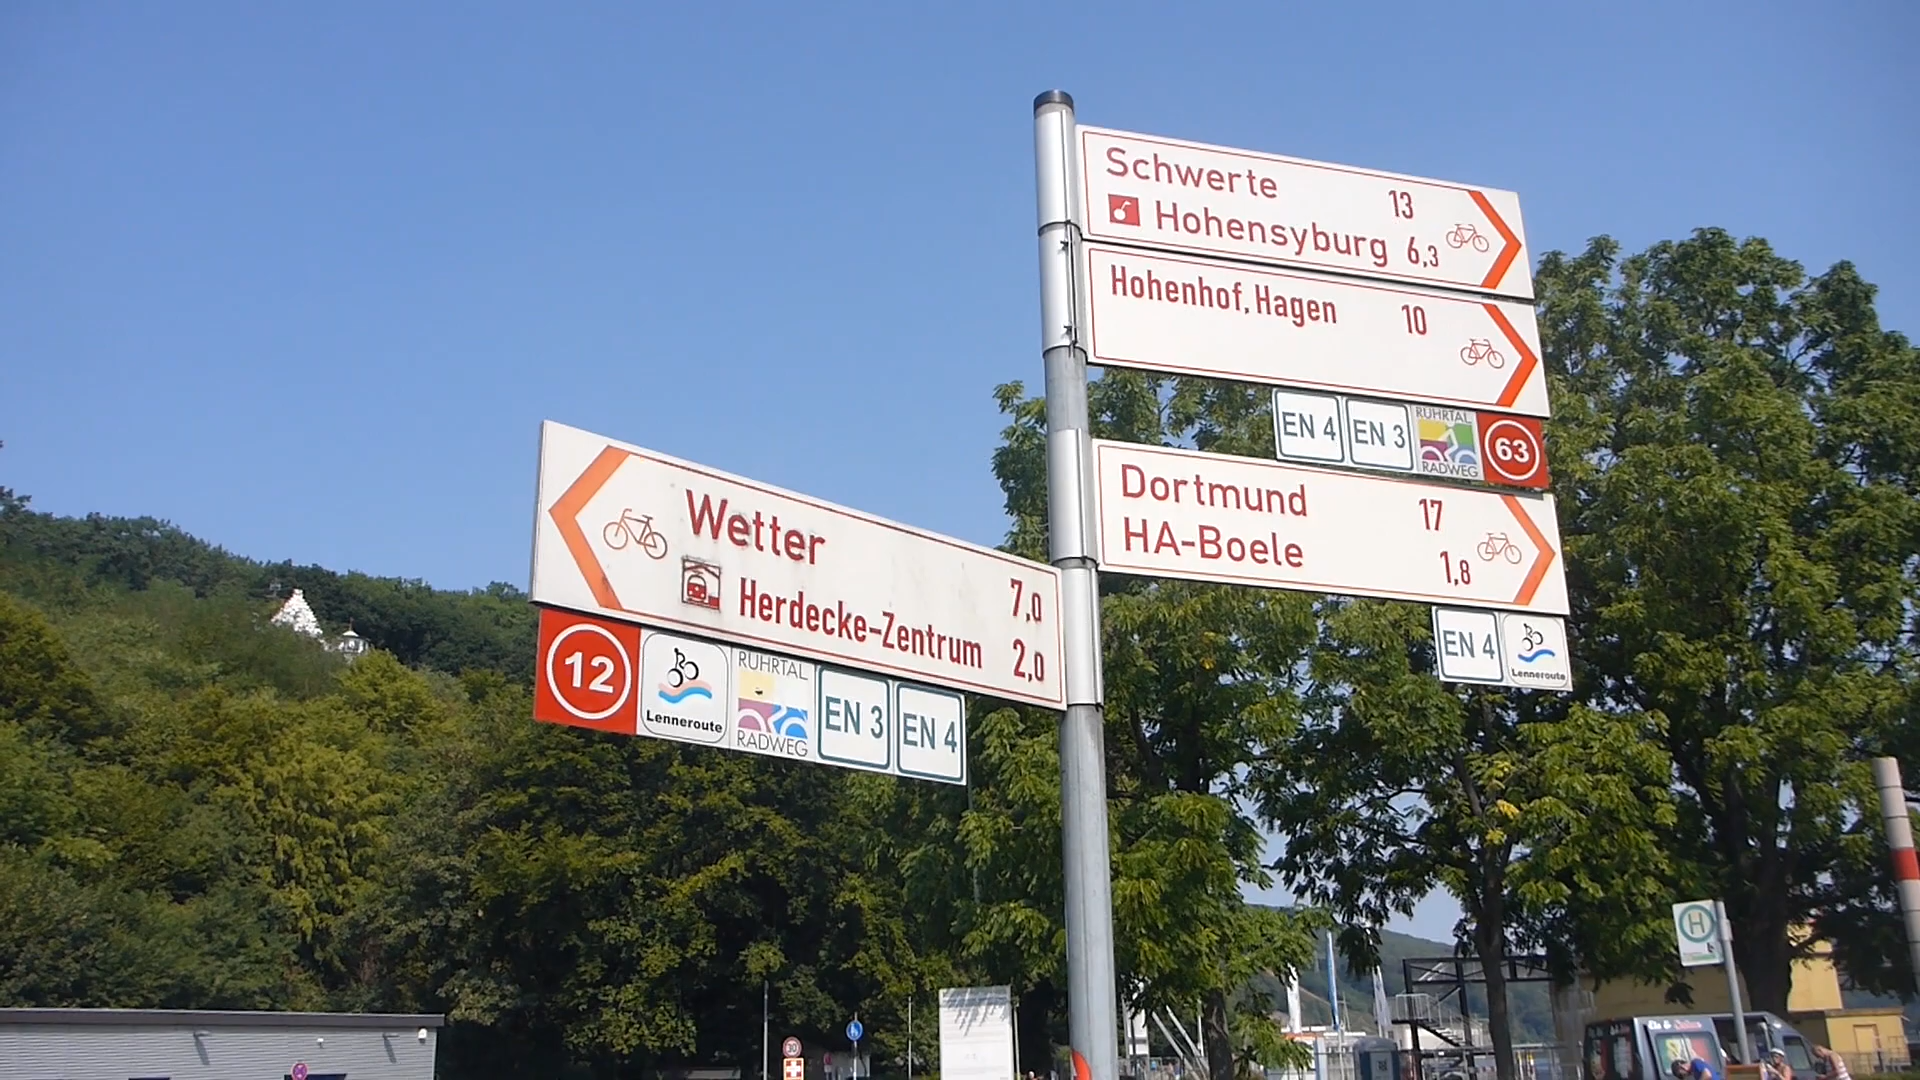 Schwerte 13
Hohensyburg 6,3
Hohenhof, Hagen 10
EN 4 EN 3 RUHRTAL RADWEG 63
Dortmund 17
HA-Boele 1,8
EN 4 Lenneroute
Wetter 7,0
Herdecke-Zentrum 2,0
12 Lenneroute RUHRTAL RADWEG EN 3 EN 4
H
30